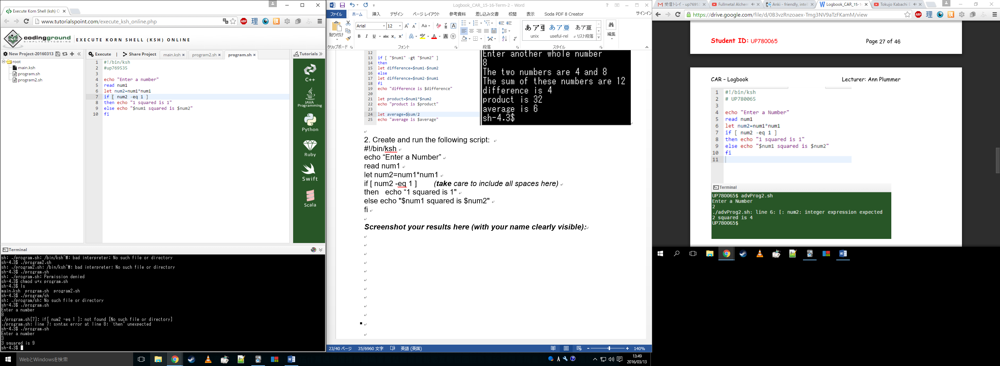 Execute Korn Shell (ksh) O
www.tutorialspoint.com/execute_ksh_online.php
codingground
SIMPLYEASYCODING
EXECUTE KORN SHELL (KSH) ONLINE
New Project-20160313
Execute | Share Project
main.ksh
program2.sh
program.sh
Tutorials
root
main.ksh
program.sh
program2.sh
1 #!/bin/ksh
2 #up769535
3
4 echo "Enter a number"
5 read num1
6 let num2=num1*num1
7 if [ num2 -eq 1 ]
8 then echo "1 squared is 1"
9 else echo "$num1 squared is $num2"
10 fi
C++
JAVA
Programming
Python
Ruby
Swift
Scala
Terminal
sh: ./program.sh: /bin/ksh^M: bad interpreter: No such file or directory
sh-4.3$ ./program2.sh
sh: ./program2.sh: /bin/ksh^M: bad interpreter: No such file or directory
sh-4.3$ ./program.sh
sh: ./program.sh: Permission denied
sh-4.3$ chmod u+x program.sh
sh-4.3$ ls
main.ksh program.sh program2.sh
sh-4.3$ ./program/sh
sh: ./program/sh: No such file or directory
sh-4.3$ ./program.sh
Enter a number
8
./program.sh[7]: if[ num2 -eq 1 ]: not found [No such file or directory]
./program.sh: line 7: syntax error at line 8: `then' unexpected
sh-4.3$ ./program.sh
Enter a number
3
3 squared is 9
sh-4.3$
WebとWindowsを検索
Logbook_CAR_15-16-Term-2 - Word
ファイル ホーム 挿入 デザイン ページ レイアウト 参考資料 差し込み文書 校閲 表示 Soda PDF 8 Creator サインイン
貼り付け
Arial 12
クリップボード フォント 段落 スタイル
あア亜 unix
あア亜 useful-rel
あア亜 リスト段落
編集
12
13 if [ "$num1" -gt "$num2" ]
14 then
15 let difference=$num1-$num2
16 else
17 let difference=$num2-$num1
18 fi
19 echo "difference is $difference"
20
21 let product=$num1*$num2
22 echo "product is $product"
23
24 let average=$sum/2
25 echo "average is $average"
Enter another whole number
8
The two numbers are 4 and 8
The sum of these numbers are 12
difference is 4
product is 32
average is 6
sh-4.3$
2. Create and run the following script:
#!/bin/ksh
echo “Enter a Number”
read num1
let num2=num1*num1
if [ num2 -eq 1 ] (take care to include all spaces here)
then echo “1 squared is 1"
else echo "$num1 squared is $num2"
fi
Screenshot your results here (with your name clearly visible):
23/40 ページ 35/6960 文字 英語 (英国) 140%
13:49
2016/03/13
受信トレイ - up7695
Fullmetal Alchem
Anki - friendly, intel
Logbook_CAR_15-1
Tokujo Kabachi E
https://drive.google.com/file/d/0B3vzRnzoaex-Tmg3NV9aTzFKamM/view
Student ID: UP780065 Page 27 of 46
CAR – Logbook Lecturer: Ann Plummer
1 #!/bin/ksh
2 # UP780065
3
4 echo "Enter a Number"
5 read num1
6 let num2=num1*num1
7 if [ num2 -eq 1 ]
8 then echo "1 squared is 1"
9 else echo "$num1 squared is $num2"
10 fi
11
Terminal
UP780065$ advProg2.sh
Enter a Number
2
./advProg2.sh: line 6: [: num2: integer expression expected
2 squared is 4
UP780065$